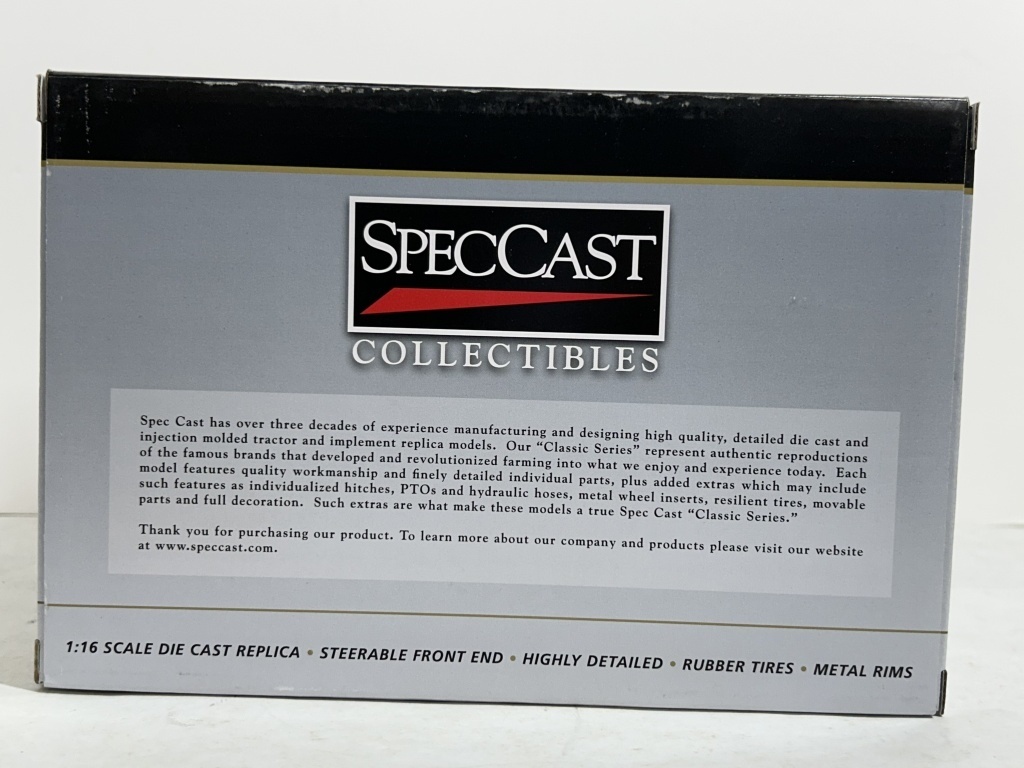 SPECCAST
COLLECTIBLES
Spec Cast has over three decades of experience manufacturing and designing high quality, detailed die cast and
injection molded tractor and implement replica models. Our “Classic Series” represent authentic reproductions
of the famous brands that developed and revolutionized farming into what we enjoy and experience today. Each
model features quality workmanship and finely detailed individual parts, plus added extras which may include
such features as individualized hitches, PTOs and hydraulic hoses, metal wheel inserts, resilient tires, movable
parts and full decoration. Such extras are what make these models a true Spec Cast “Classic Series.”
Thank you for purchasing our product. To learn more about our company and products please visit our website
at www.speccast.com.
1:16 SCALE DIE CAST REPLICA • STEERABLE FRONT END • HIGHLY DETAILED • RUBBER TIRES • METAL RIMS